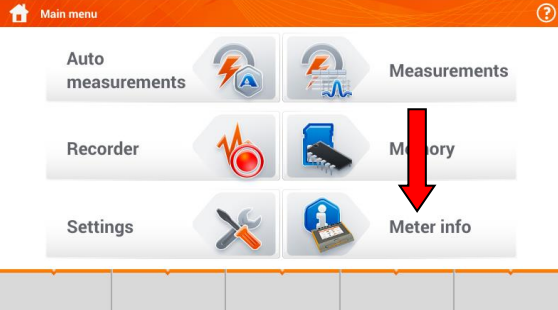 Main menu
?
Auto
measurements
A
Measurements
Recorder
Memory
Settings
Meter info